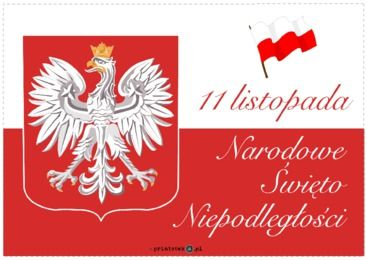 11 listopada
Narodowe
Święto
Niepodległości